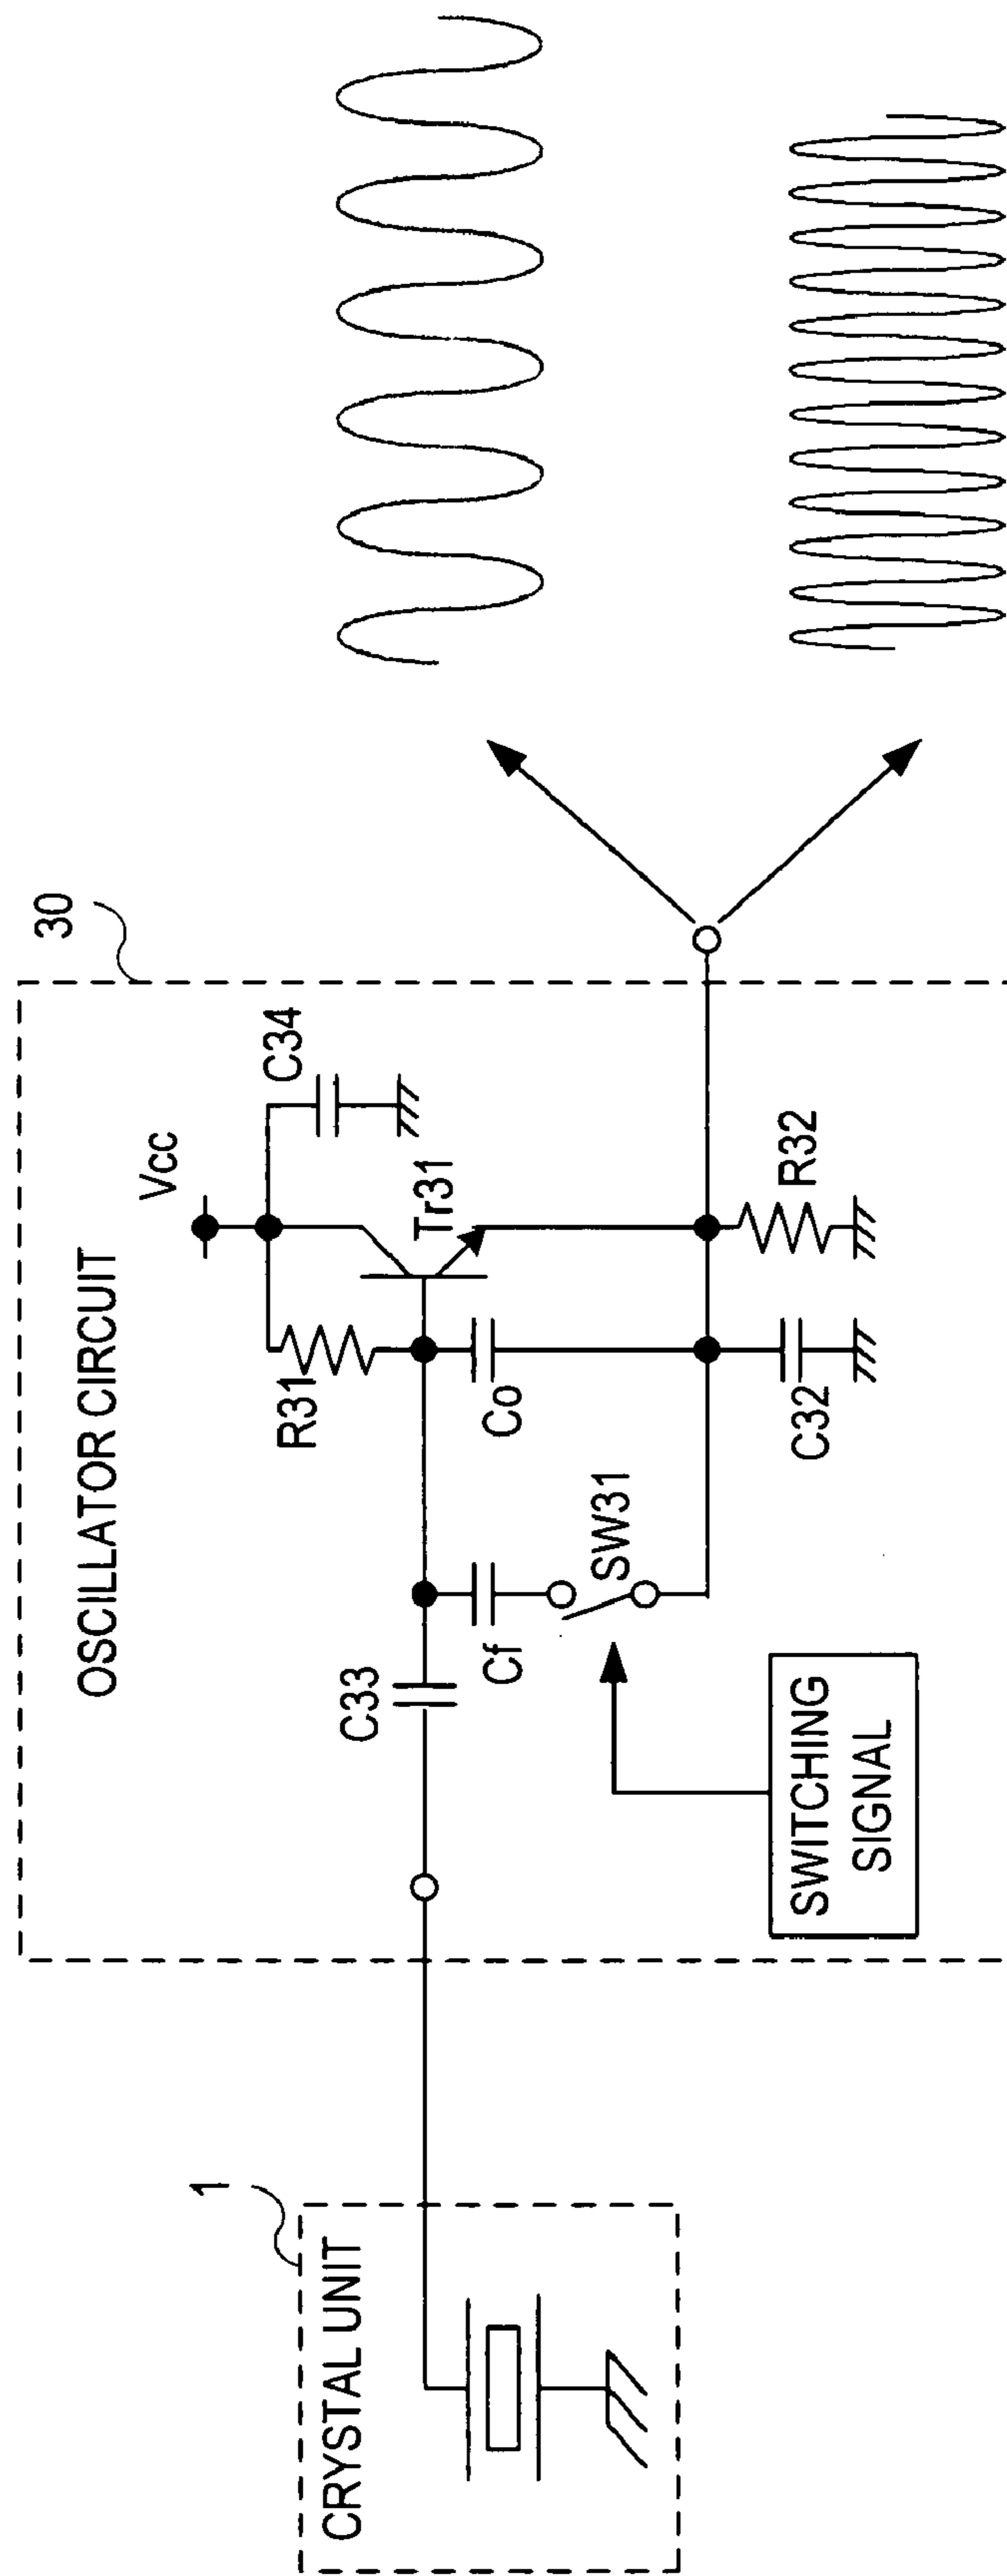 30
OSCILLATOR CIRCUIT
Vcc
C34
R31
Tr31
C33
Cf
Co
SW31
C32
R32
SWITCHING
SIGNAL
1
CRYSTAL UNIT